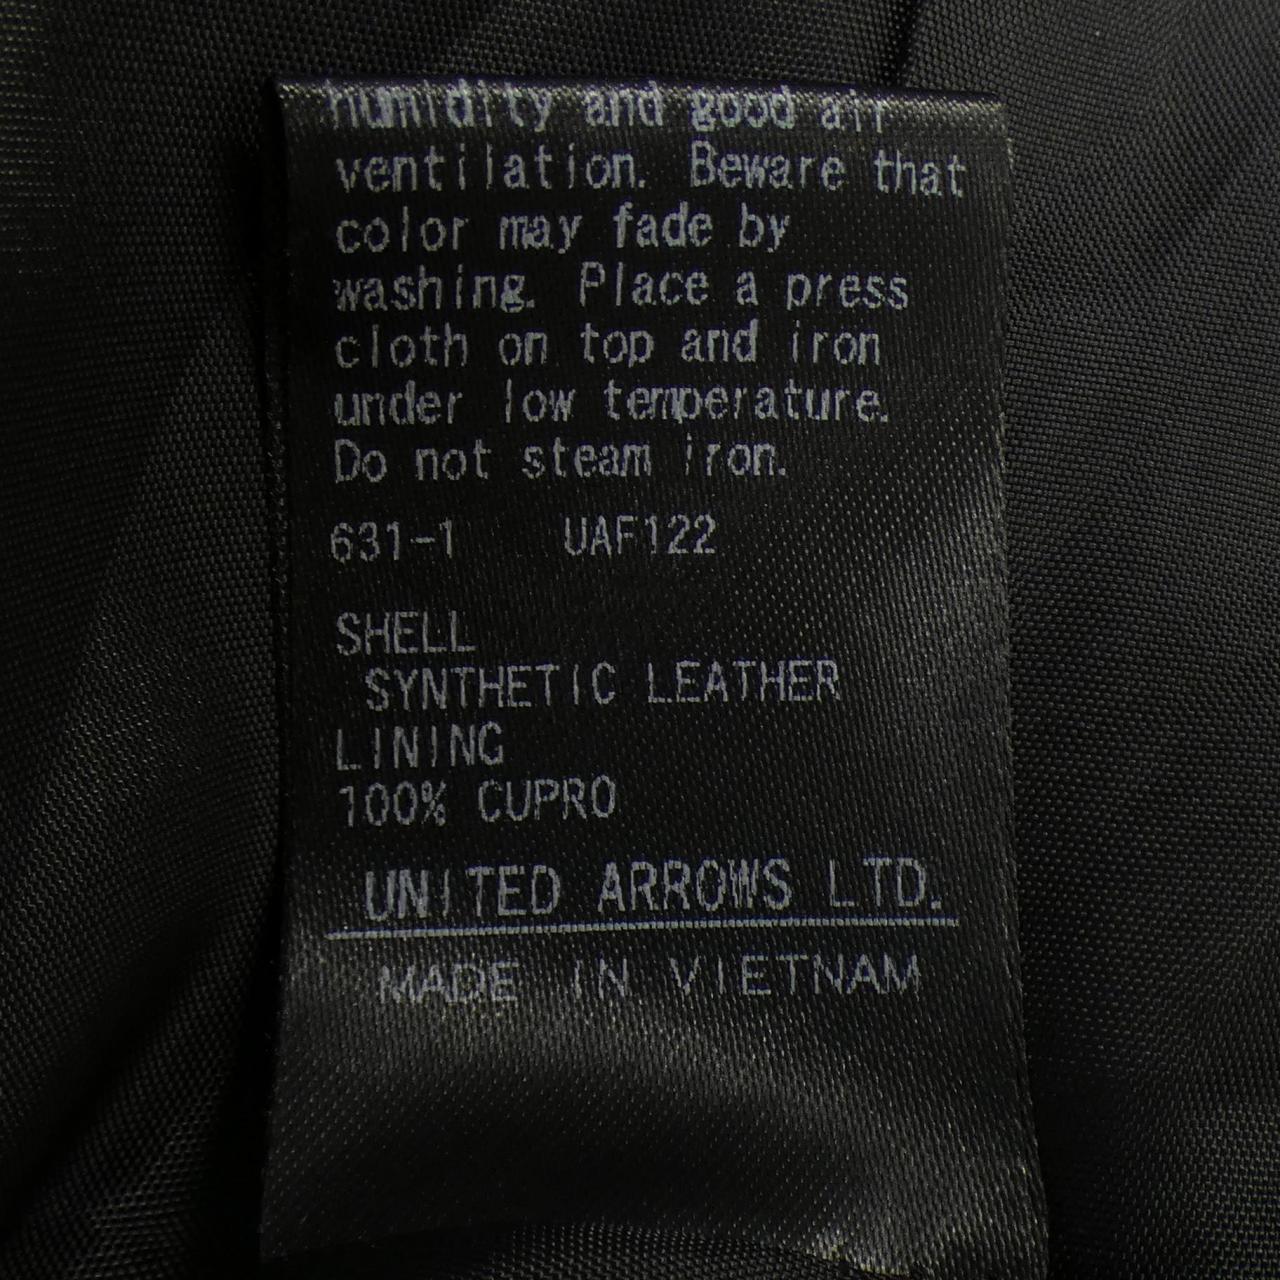 humidity and good air
ventilation. Beware that
color may fade by
washing. Place a press
cloth on top and iron
under low temperature.
Do not steam iron.
631-1 UAF122
SHELL
SYNTHETIC LEATHER
LINING
100% CUPRO
UNITED ARROWS LTD.
MADE IN VIETNAM